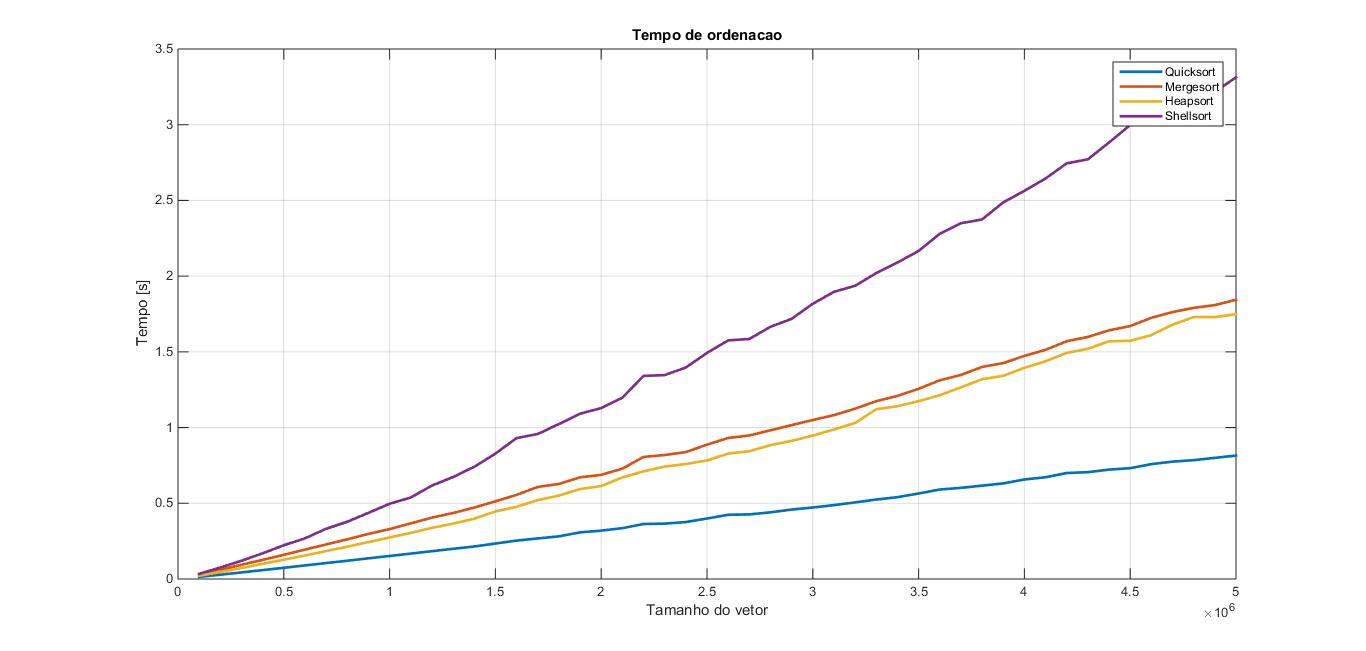 Tempo de ordenacao
3.5
3
2.5
2
1.5
1
0.5
0
Tempo [s]
Quicksort
Mergesort
Heapsort
Shellsort
0 0.5 1 1.5 2 2.5 3 3.5 4 4.5 5
Tamanho do vetor
×10⁶